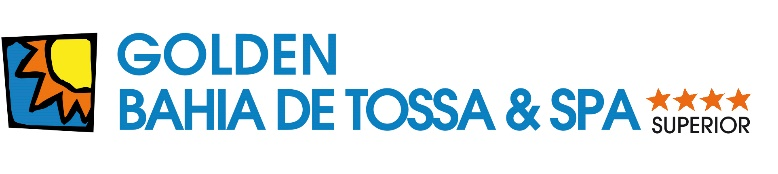 GOLDEN
BAHIA DE TOSSA & SPA
SUPERIOR